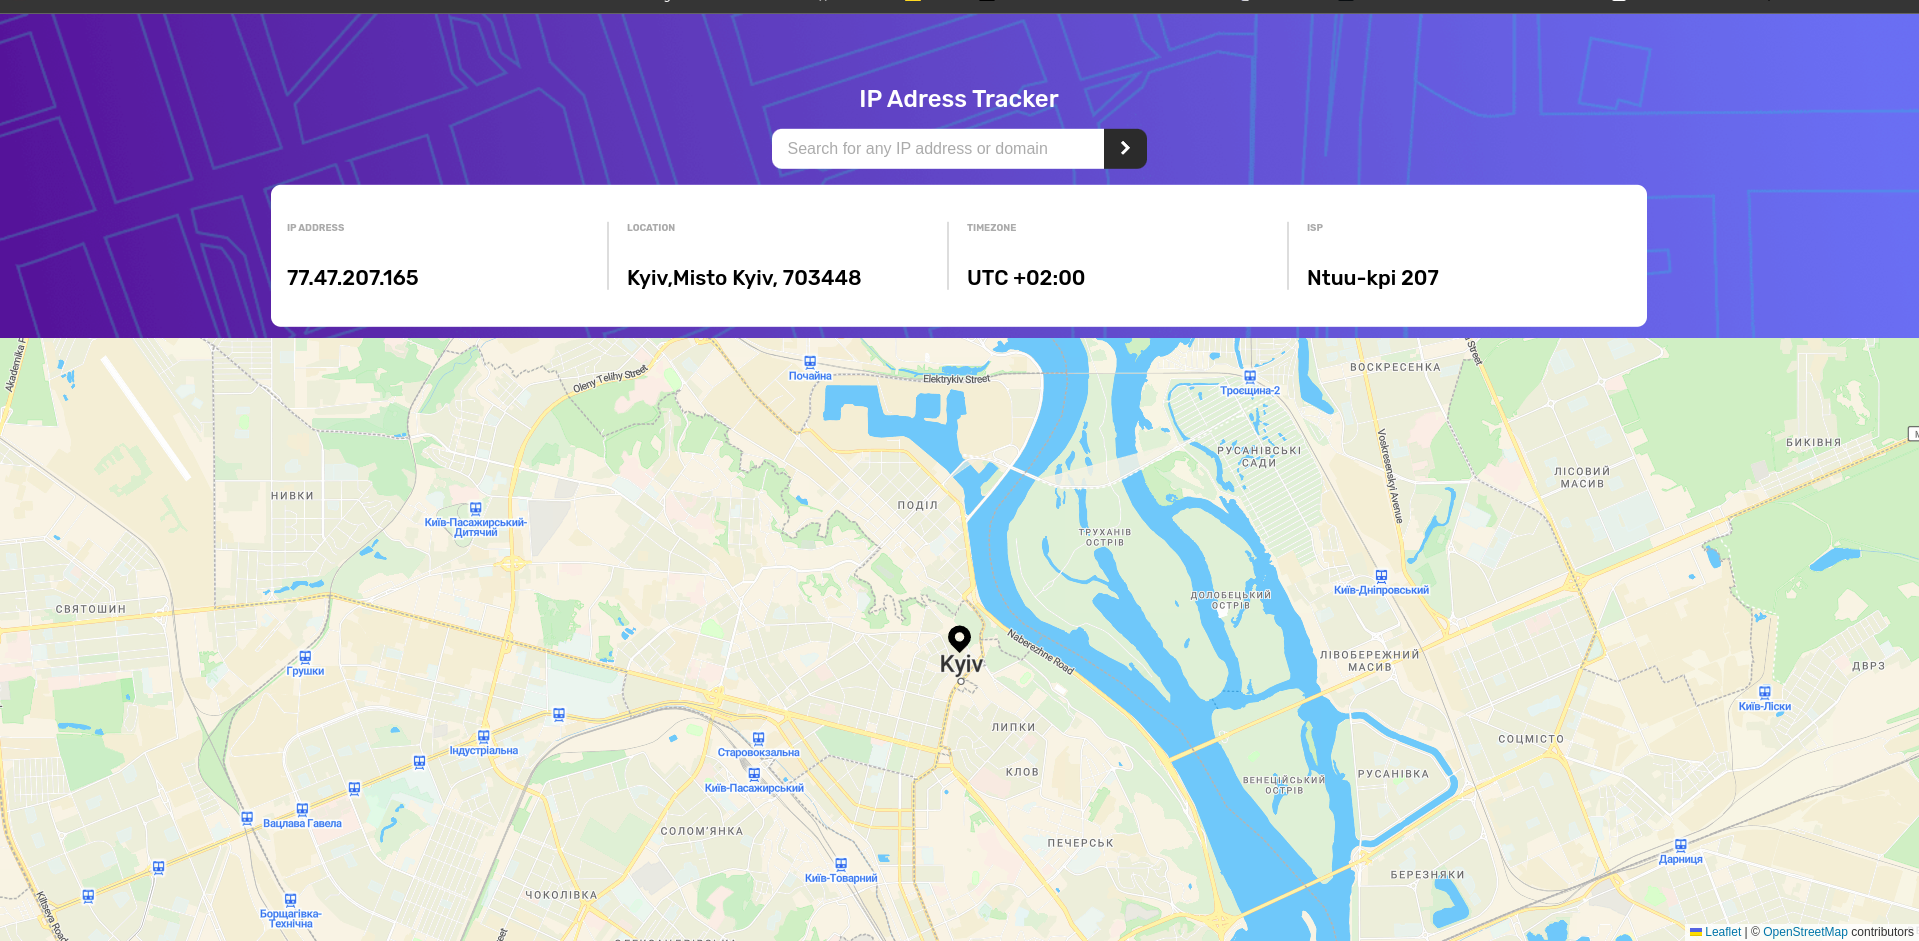 IP Adress Tracker
Search for any IP address or domain
IP ADDRESS
LOCATION
TIMEZONE
ISP
77.47.207.165
Kyiv,Misto Kyiv, 703448
UTC +02:00
Ntuu-kpi 207
Oleny Telihy Street
Почайна
Elektrykiv Street
Троєщина-2
ВОСКРЕСЕНКА
Street
Akademika
БИКІВНЯ
Voskresenskyi Avenue
РУСАНІВСЬКІ
САДИ
ЛІСОВИЙ
МАСИВ
НИВКИ
ПОДІЛ
Київ-Пасажирський-
Дитячий
ТРУХАНІВ
ОСТРІВ
Київ-Дніпровський
ДОЛОБЕЦЬКИЙ
ОСТРІВ
СВЯТОШИН
Naberezhne Road
Kyiv
ЛІВОБЕРЕЖНИЙ
МАСИВ
ДВРЗ
Грушки
Київ-Ліски
ЛИПКИ
СОЦМІСТО
Індустріальна
Старовокзальна
КЛОВ
ВЕНЕЦІЙСЬКИЙ
ОСТРІВ
РУСАНІВКА
Київ-Пасажирський
Вацлава Гавела
СОЛОМ'ЯНКА
ПЕЧЕРСЬК
Дарниця
Київ-Товарний
БЕРЕЗНЯКИ
ЧОКОЛІВКА
Kiltseva Road
Борщагівка-
Технічна
Leaflet | © OpenStreetMap contributors